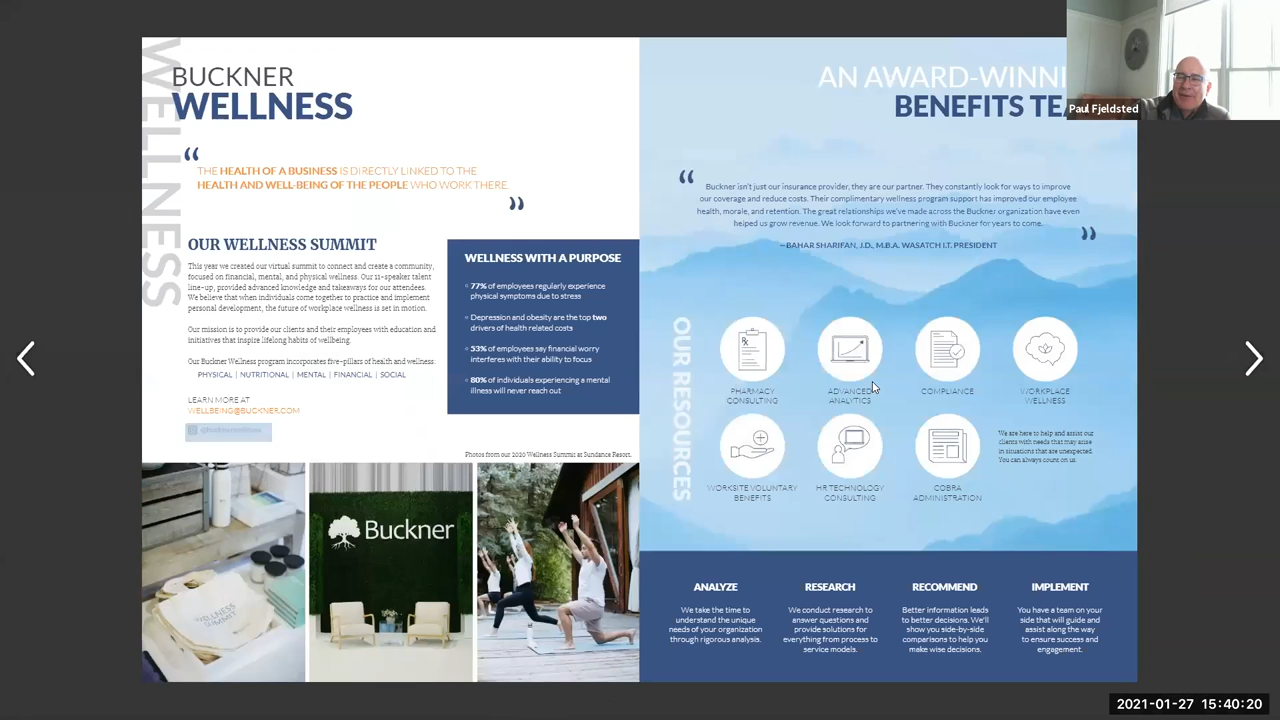 WELLNESS
BUCKNER
WELLNESS
“
THE HEALTH OF A BUSINESS IS DIRECTLY LINKED TO THE
HEALTH AND WELL-BEING OF THE PEOPLE WHO WORK THERE.
”
OUR WELLNESS SUMMIT
This year we created our virtual summit to connect and create a community,
focused on financial, mental, and physical wellness. Our 11-speaker talent
line-up, provided advanced knowledge and takeaways for our attendees.
We believe that when individuals come together to practice and implement
personal development, the future of workplace wellness is set in motion.
Our mission is to provide our clients and their employees with education and
initiatives that inspire lifelong habits of wellbeing.
Our Buckner Wellness program incorporates five-pillars of health and wellness:
PHYSICAL | NUTRITIONAL | MENTAL | FINANCIAL | SOCIAL
LEARN MORE AT
WELLBEING@BUCKNER.COM
WELLNESS WITH A PURPOSE
77% of employees regularly experience
physical symptoms due to stress
Depression and obesity are the top two
drivers of health related costs
53% of employees say financial worry
interferes with their ability to focus
80% of individuals experiencing a mental
illness will never reach out
Photos from our 2020 Wellness Summit at Sundance Resort.
WELLNESS
SUMMIT
Buckner
AN AWARD-WINNI
BENEFITS TEA
Paul Fjeldsted
“
Buckner isn't just our insurance provider, they are our partner. They constantly look for ways to improve
our coverage and reduce costs. Their complimentary wellness program support has improved our employee
health, morale, and retention. The great relationships we've made across the Buckner organization have even
helped us grow revenue. We look forward to partnering with Buckner for years to come.
”
—BAHAR SHARIFAN, J.D., M.B.A. WASATCH I.T. PRESIDENT
OUR RESOURCES
Rx
PHARMACY
CONSULTING
ADVANCED
ANALYTICS
COMPLIANCE
WORKPLACE
WELLNESS
WORKSITE VOLUNTARY
BENEFITS
HR TECHNOLOGY
CONSULTING
COBRA
ADMINISTRATION
We are here to help and assist our
clients with needs that may arise
in situations that are unexpected.
You can always count on us.
ANALYZE
We take the time to
understand the unique
needs of your organization
through rigorous analysis.
RESEARCH
We conduct research to
answer questions and
provide solutions for
everything from process to
service models.
RECOMMEND
Better information leads
to better decisions. We'll
show you side-by-side
comparisons to help you
make wise decisions.
IMPLEMENT
You have a team on your
side that will guide and
assist along the way
to ensure success and
engagement.
2021-01-27 15:40:20